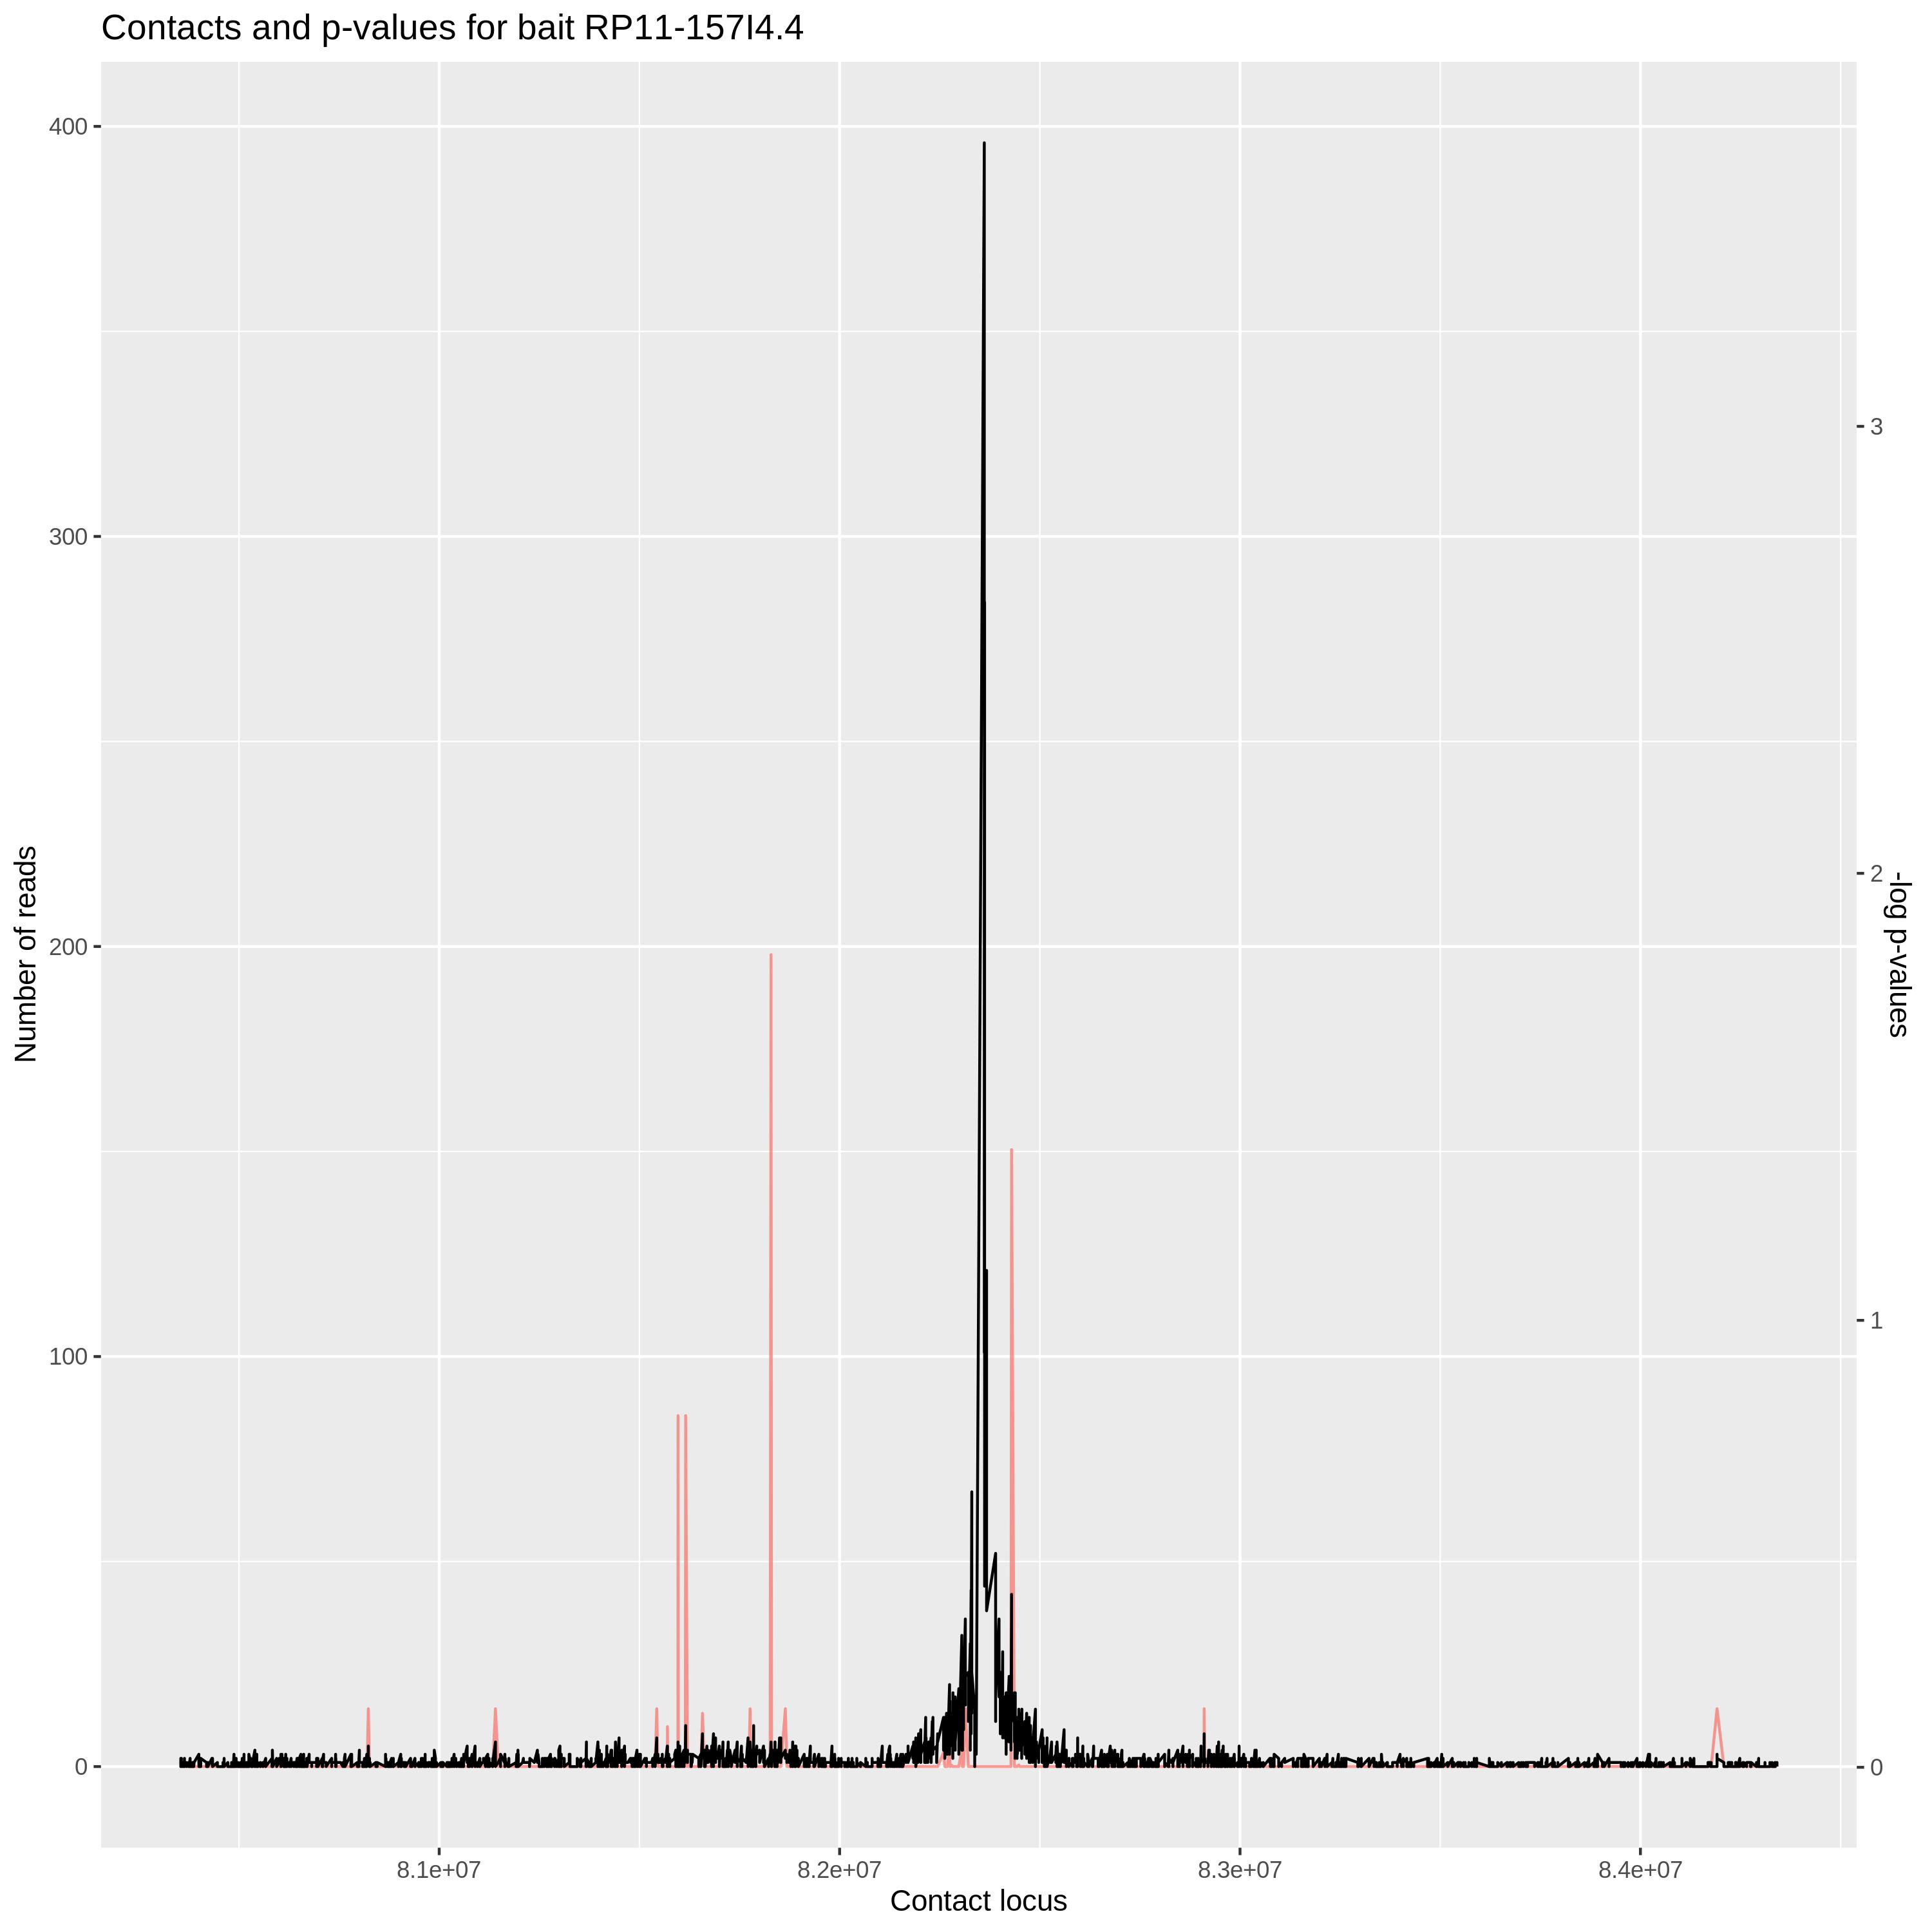 Contacts and p-values for bait RP11-157I4.4
400
300
200
100
0
Number of reads
3
2
1
0
-log p-values
8.1e+07
8.2e+07
8.3e+07
8.4e+07
Contact locus